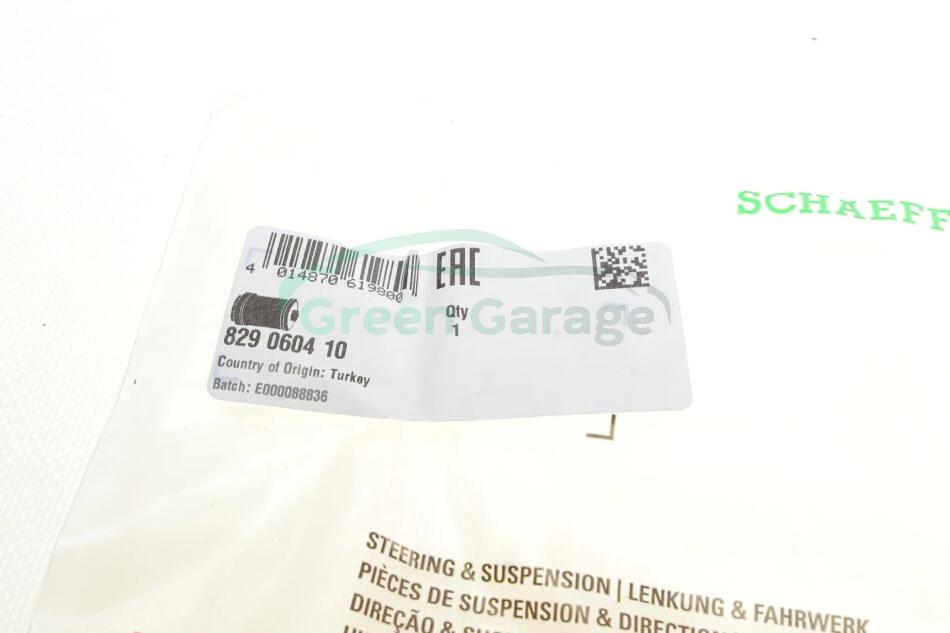 SCHAEFF
4 014870 619800
EAC
Qty
1
Green Garage
829 0604 10
Country of Origin: Turkey
Batch: E000088836
STEERING & SUSPENSION | LENKUNG & FAHRWERK
PIÈCES DE SUSPENSION & DIRECTION
DIREÇÃO &